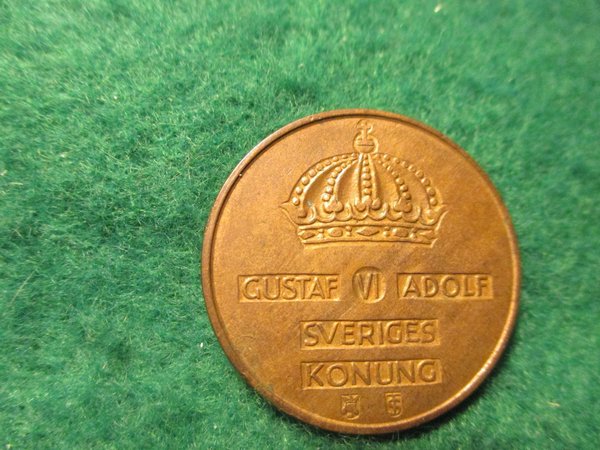 GUSTAF VI ADOLF
SVERIGES
KONUNG